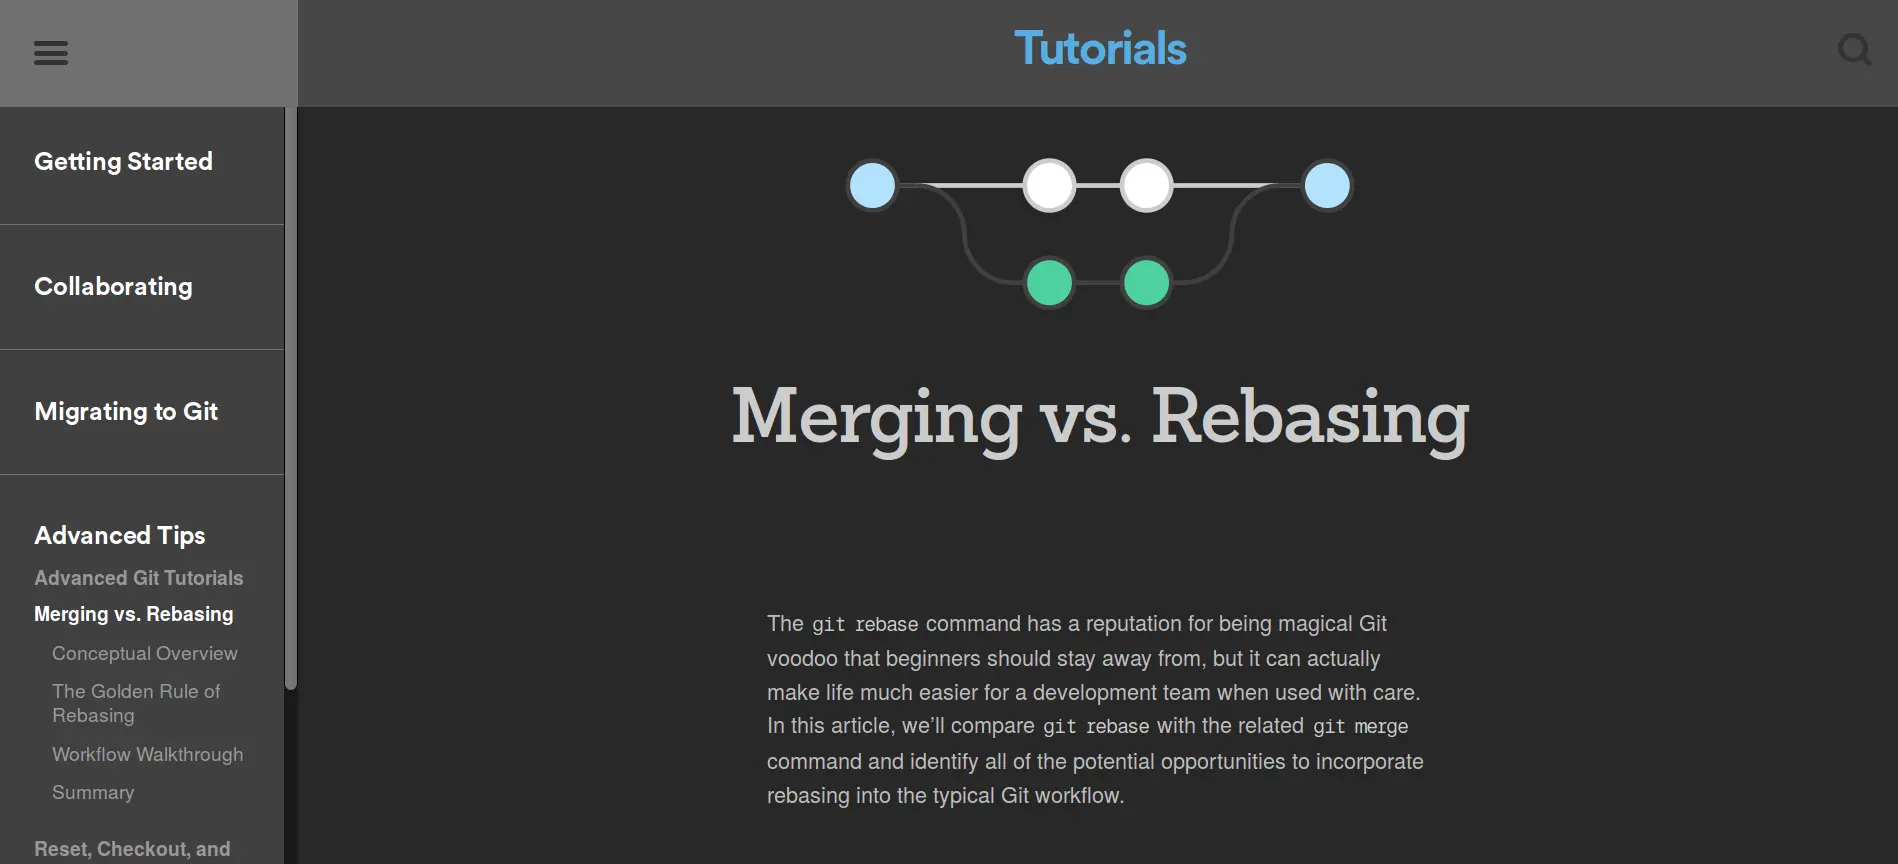 Tutorials
Getting Started
Collaborating
Migrating to Git
Advanced Tips
Advanced Git Tutorials
Merging vs. Rebasing
Conceptual Overview
The Golden Rule of
Rebasing
Workflow Walkthrough
Summary
Reset, Checkout, and
Merging vs. Rebasing
The git rebase command has a reputation for being magical Git
voodoo that beginners should stay away from, but it can actually
make life much easier for a development team when used with care.
In this article, we’ll compare git rebase with the related git merge
command and identify all of the potential opportunities to incorporate
rebasing into the typical Git workflow.